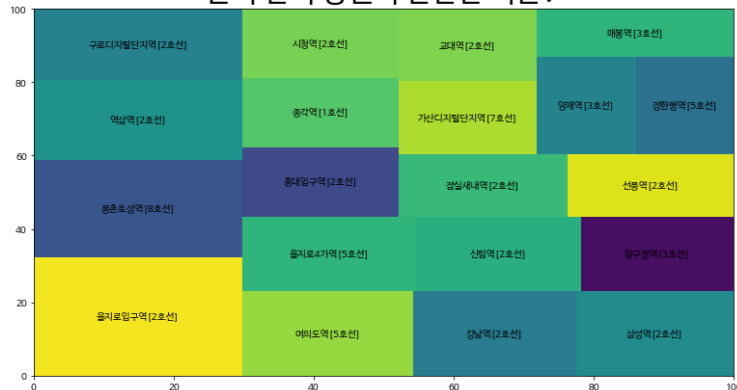 100
80
60
40
20
0
구로디지털단지역 [2호선]
시청역 [2호선]
교대역 [2호선]
매봉역 [3호선]
역삼역 [2호선]
종각역 [1호선]
가산디지털단지역 [7호선]
양재역 [3호선]
장한평역 [5호선]
몽촌토성역 [8호선]
홍대입구역 [2호선]
잠실새내역 [2호선]
선릉역 [2호선]
을지로4가역 [5호선]
신림역 [2호선]
압구정역 [3호선]
을지로입구역 [2호선]
여의도역 [5호선]
강남역 [2호선]
삼성역 [2호선]
0
20
40
60
80